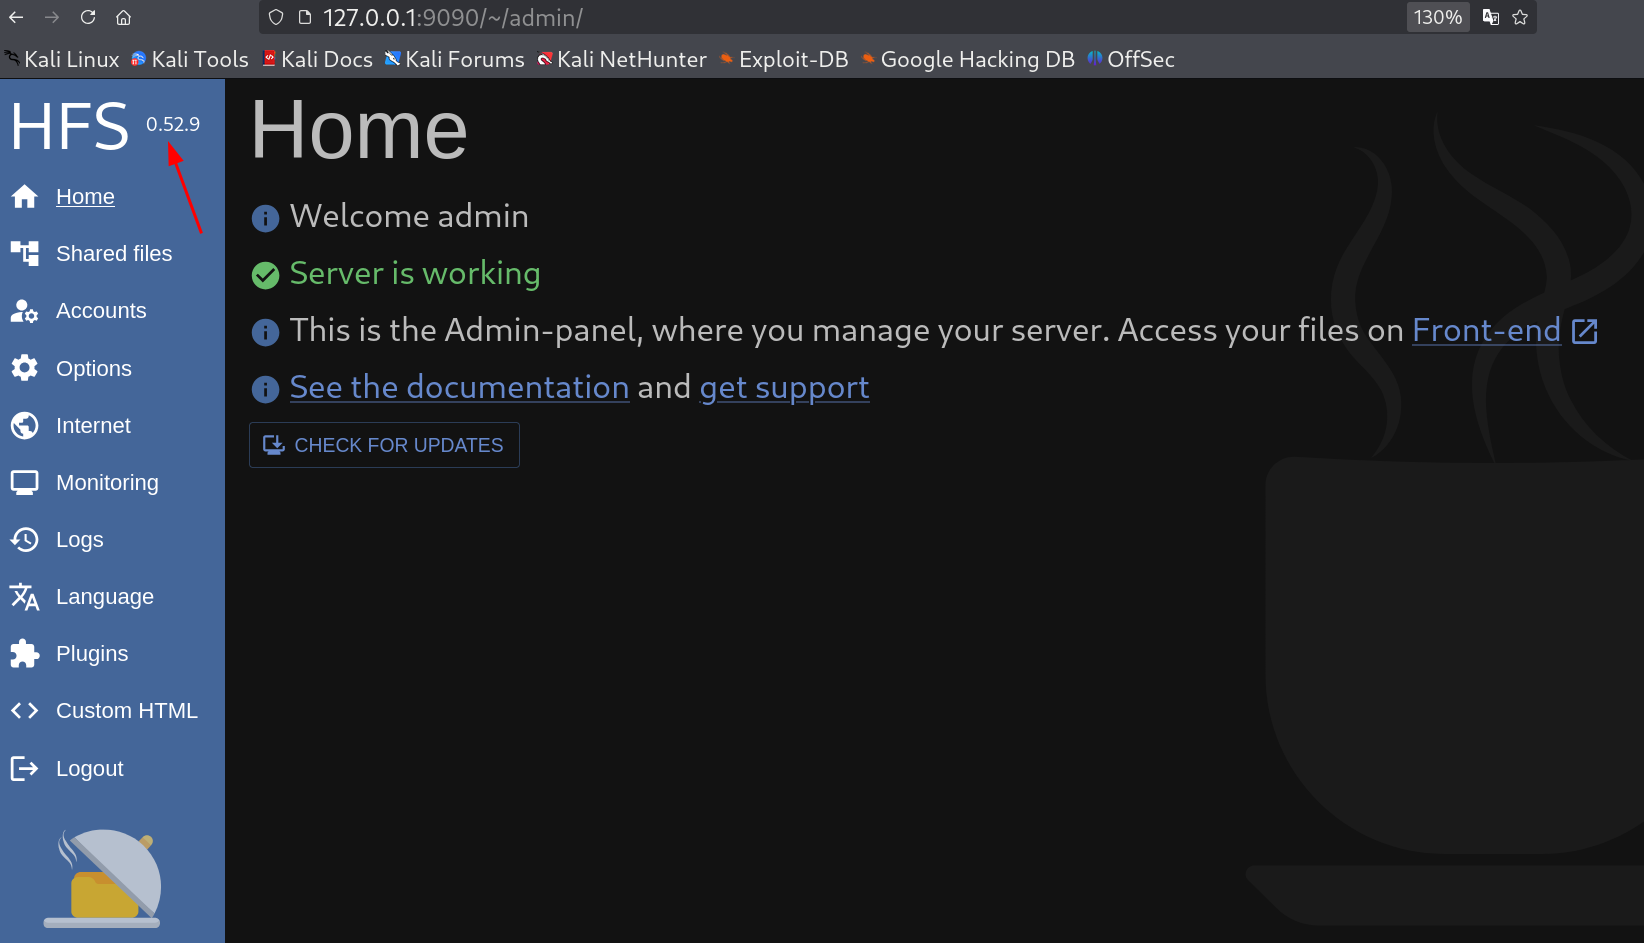 127.0.0.1:9090/~/admin/ 130%
Kali Linux Kali Tools Kali Docs Kali Forums Kali NetHunter Exploit-DB Google Hacking DB OffSec
HFS 0.52.9
Home
Shared files
Accounts
Options
Internet
Monitoring
Logs
Language
Plugins
Custom HTML
Logout
Home
Welcome admin
Server is working
This is the Admin-panel, where you manage your server. Access your files on Front-end
See the documentation and get support
CHECK FOR UPDATES